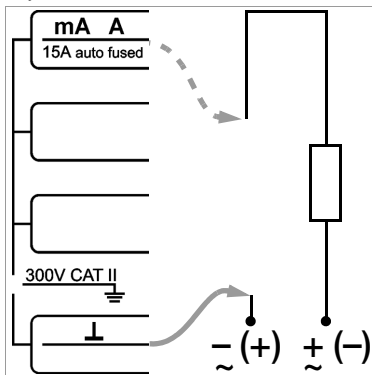 mA A
15A auto fused
300V CAT II
⊥
− (+) + (−)
~ ~